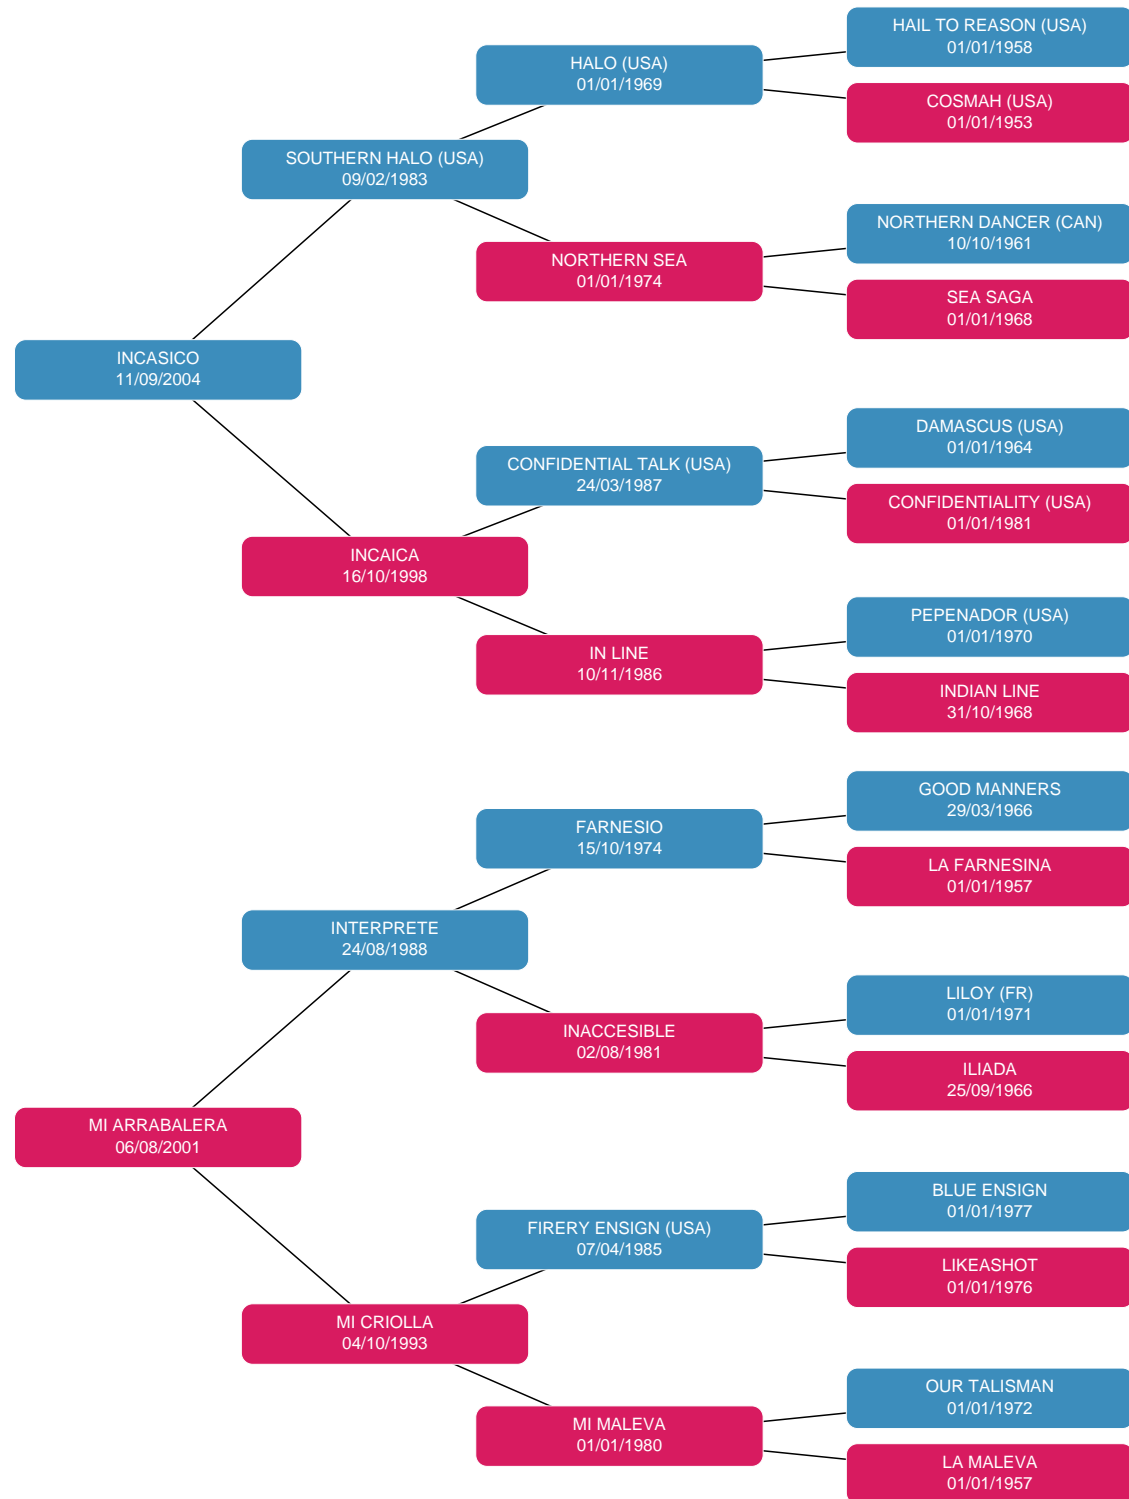 HAIL TO REASON (USA)
01/01/1958
HALO (USA)
01/01/1969
COSMAH (USA)
01/01/1953
SOUTHERN HALO (USA)
09/02/1983
NORTHERN DANCER (CAN)
10/10/1961
NORTHERN SEA
01/01/1974
SEA SAGA
01/01/1968
INCASICO
11/09/2004
DAMASCUS (USA)
01/01/1964
CONFIDENTIAL TALK (USA)
24/03/1987
CONFIDENTIALITY (USA)
01/01/1981
INCAICA
16/10/1998
PEPENADOR (USA)
01/01/1970
IN LINE
10/11/1986
INDIAN LINE
31/10/1968
GOOD MANNERS
29/03/1966
FARNESIO
15/10/1974
LA FARNESINA
01/01/1957
INTERPRETE
24/08/1988
LILOY (FR)
01/01/1971
INACCESIBLE
02/08/1981
ILIADA
25/09/1966
MI ARRABALERA
06/08/2001
BLUE ENSIGN
01/01/1977
FIRERY ENSIGN (USA)
07/04/1985
LIKEASHOT
01/01/1976
MI CRIOLLA
04/10/1993
OUR TALISMAN
01/01/1972
MI MALEVA
01/01/1980
LA MALEVA
01/01/1957